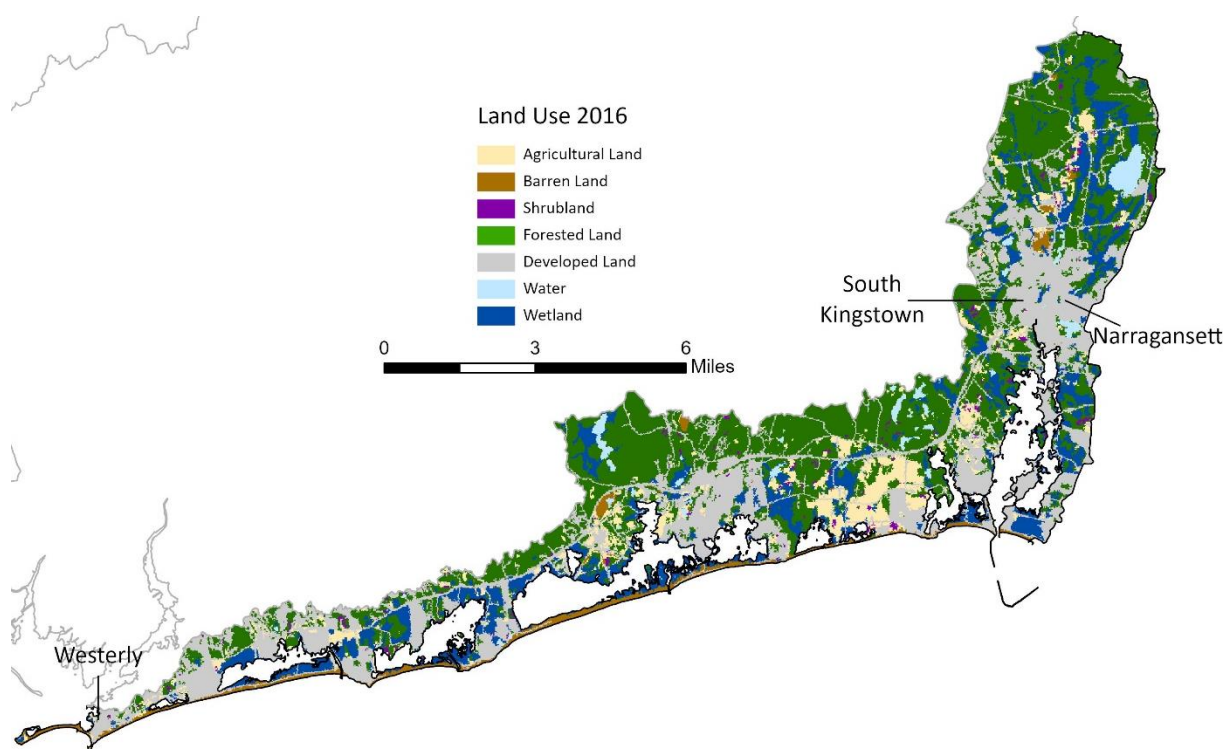 Land Use 2016
Agricultural Land
Barren Land
Shrubland
Forested Land
Developed Land
Water
Wetland
0 3 6
Miles
South
Kingstown
Narragansett
Westerly